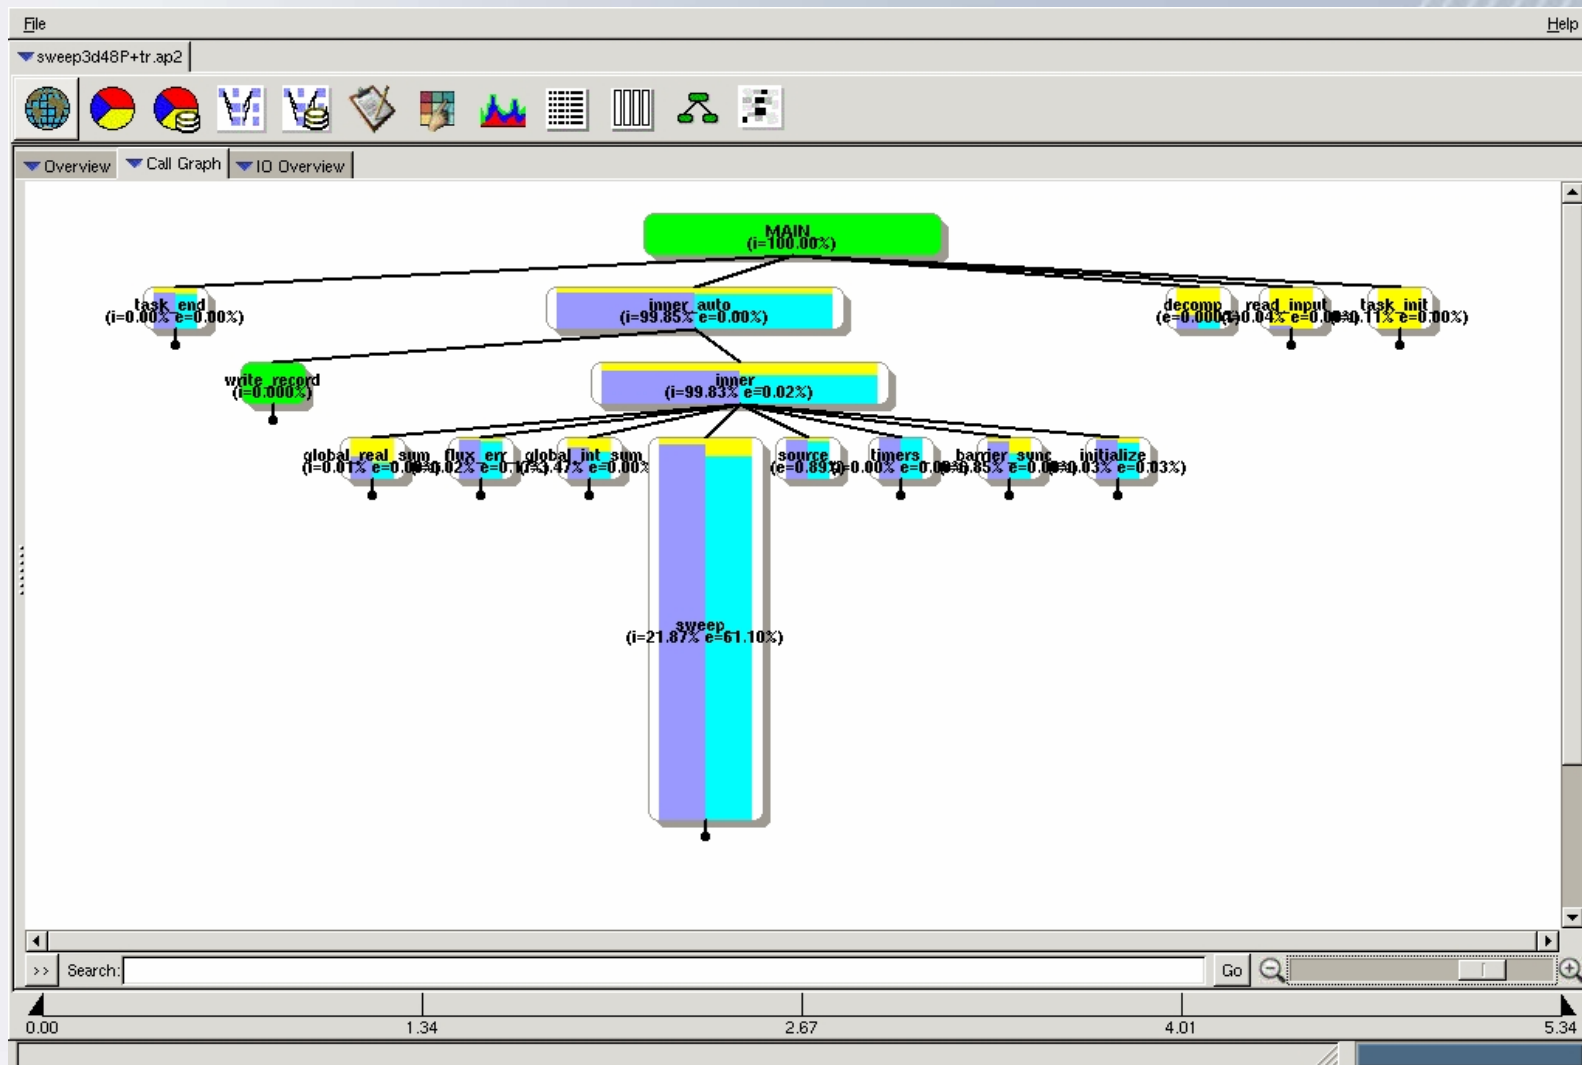 File
Help
sweep3d48P+tr.ap2
Overview
Call Graph
IO Overview
MAIN
(i=100.00%)
task_end
(i=0.00% e=0.00%)
inner_auto
(i=99.85% e=0.00%)
decomp
read_input
task_init
write_record
(i=0.000%)
inner
(i=99.83% e=0.02%)
global_real_sum
flux_err
global_int_sum
source
timers
barrier_sync
initialize
(e=0.89%
sweep
(i=21.87% e=61.10%)
>>
Search:
Go
0.00
1.34
2.67
4.01
5.34